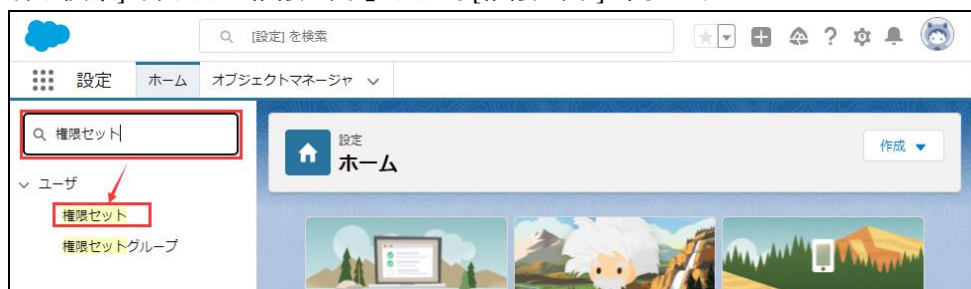 [設定] を検索
設定
ホーム
オブジェクトマネージャ
権限セット
設定
ホーム
作成
ユーザ
権限セット
権限セットグループ